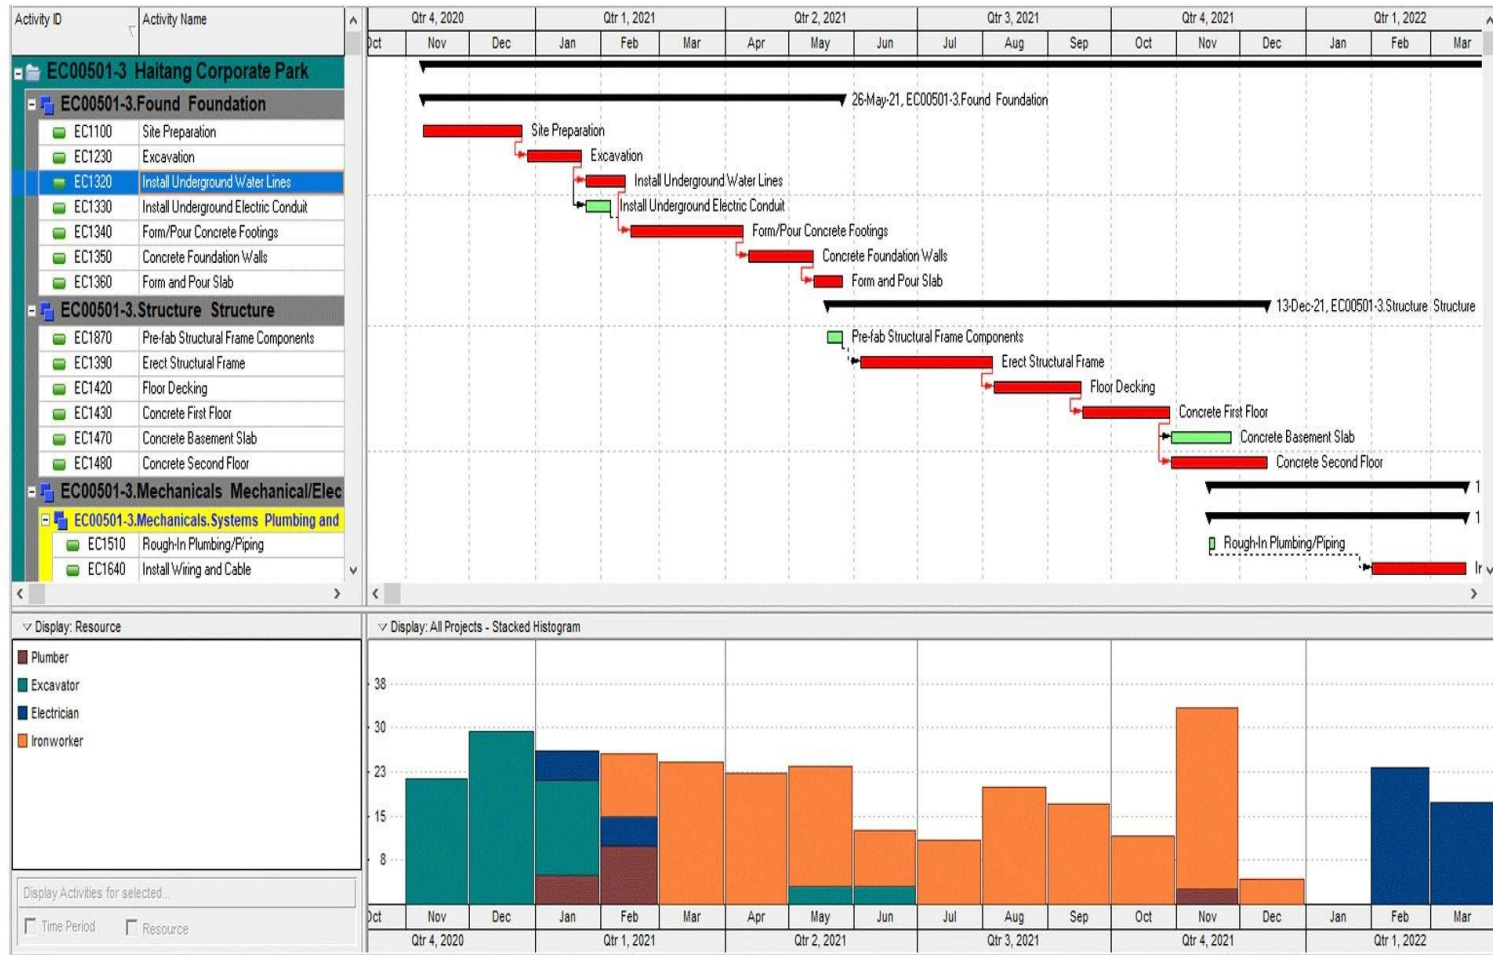 Activity ID Activity Name
Qtr 4, 2020 Qtr 1, 2021 Qtr 2, 2021 Qtr 3, 2021 Qtr 4, 2021 Qtr 1, 2022
Oct Nov Dec Jan Feb Mar Apr May Jun Jul Aug Sep Oct Nov Dec Jan Feb Mar
EC00501-3 Haitang Corporate Park
EC00501-3.Found Foundation 26-May-21, EC00501-3.Found Foundation
EC1100 Site Preparation Site Preparation
EC1230 Excavation Excavation
EC1320 Install Underground Water Lines Install Underground Water Lines
EC1330 Install Underground Electric Conduit Install Underground Electric Conduit
EC1340 Form/Pour Concrete Footings Form/Pour Concrete Footings
EC1350 Concrete Foundation Walls Concrete Foundation Walls
EC1360 Form and Pour Slab Form and Pour Slab
EC00501-3.Structure Structure 13-Dec-21, EC00501-3.Structure Structure
EC1870 Pre-fab Structural Frame Components Pre-fab Structural Frame Components
EC1390 Erect Structural Frame Erect Structural Frame
EC1420 Floor Decking Floor Decking
EC1430 Concrete First Floor Concrete First Floor
EC1470 Concrete Basement Slab Concrete Basement Slab
EC1480 Concrete Second Floor Concrete Second Floor
EC00501-3.Mechanicals Mechanical/Elec 1
EC00501-3.Mechanicals.Systems Plumbing and 1
EC1510 Rough-In Plumbing/Piping Rough-In Plumbing/Piping
EC1640 Install Wiring and Cable Ir
Display: Resource Display: All Projects - Stacked Histogram
Plumber
Excavator
Electrician
Ironworker
38
30
23
15
8
Display Activities for selected...
Time Period Resource
Oct Nov Dec Jan Feb Mar Apr May Jun Jul Aug Sep Oct Nov Dec Jan Feb Mar
Qtr 4, 2020 Qtr 1, 2021 Qtr 2, 2021 Qtr 3, 2021 Qtr 4, 2021 Qtr 1, 2022